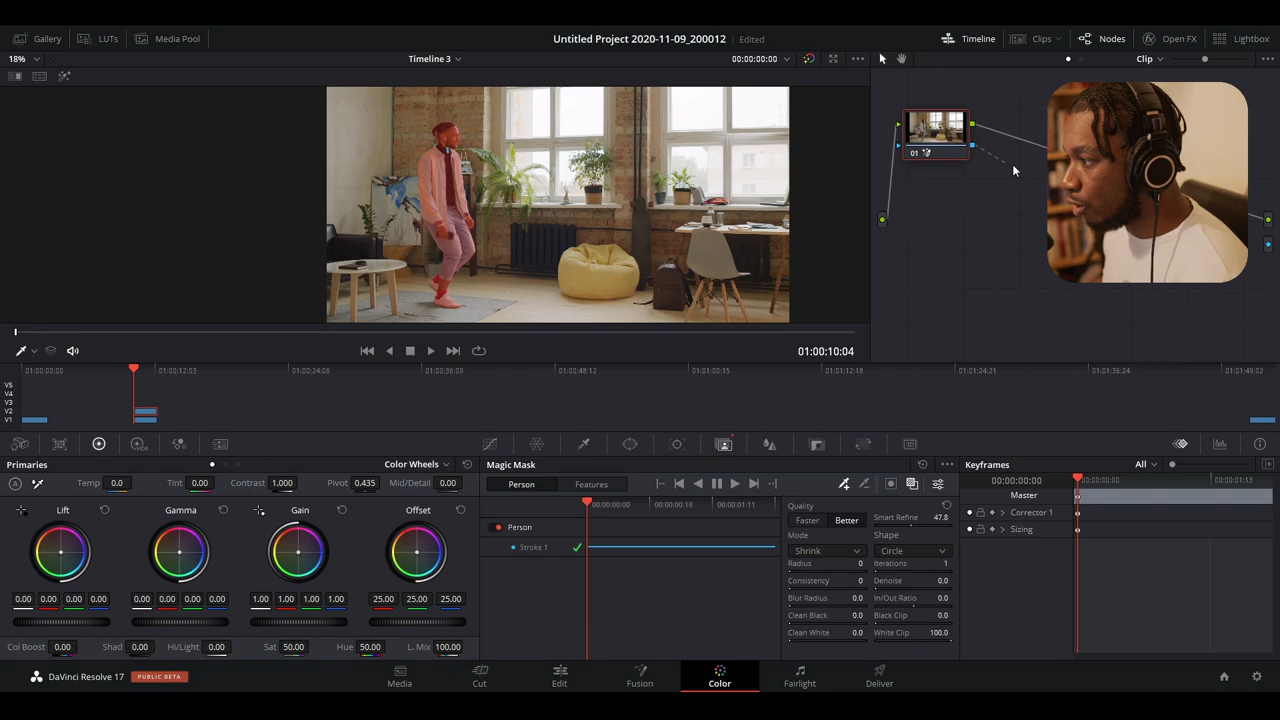 Gallery LUTs Media Pool Untitled Project 2020-11-09_200012 Edited Timeline Clips Nodes Open FX Lightbox
18% Timeline 3 00:00:00:00 Clip
01
01:00:10:04
01:00:00:00 01:00:12:03 01:00:24:06 01:00:36:09 01:00:48:12 01:01:00:15 01:01:12:18 01:01:24:21 01:01:36:24 01:01:49:02
V5
V4
V3
V2
V1
Primaries Color Wheels Magic Mask Keyframes All
Temp 0.0 Tint 0.00 Contrast 1.000 Pivot 0.435 Mid/Detail 0.00
Person Features
00:00:00:00 00:00:00:18 00:00:01:11
Quality
Faster Better Smart Refine 47.8
Mode Shape
Shrink Circle
Radius 0 Iterations 1
Consistency 0 Denoise 0.0
Blur Radius 0.0 In/Out Ratio 0.0
Clean Black 0.0 Black Clip 0.0
Clean White 0.0 White Clip 100.0
Person
Stroke 1
00:00:00:00 00:00:00:00 00:00:01:13
Master
Corrector 1
Sizing
Lift Gamma Gain Offset
0.00 0.00 0.00 0.00 0.00 0.00 0.00 0.00 1.00 1.00 1.00 1.00 25.00 25.00 25.00
Col Boost 0.00 Shad 0.00 Hi/Light 0.00 Sat 50.00 Hue 50.00 L. Mix 100.00
DaVinci Resolve 17 PUBLIC BETA Media Cut Edit Fusion Color Fairlight Deliver